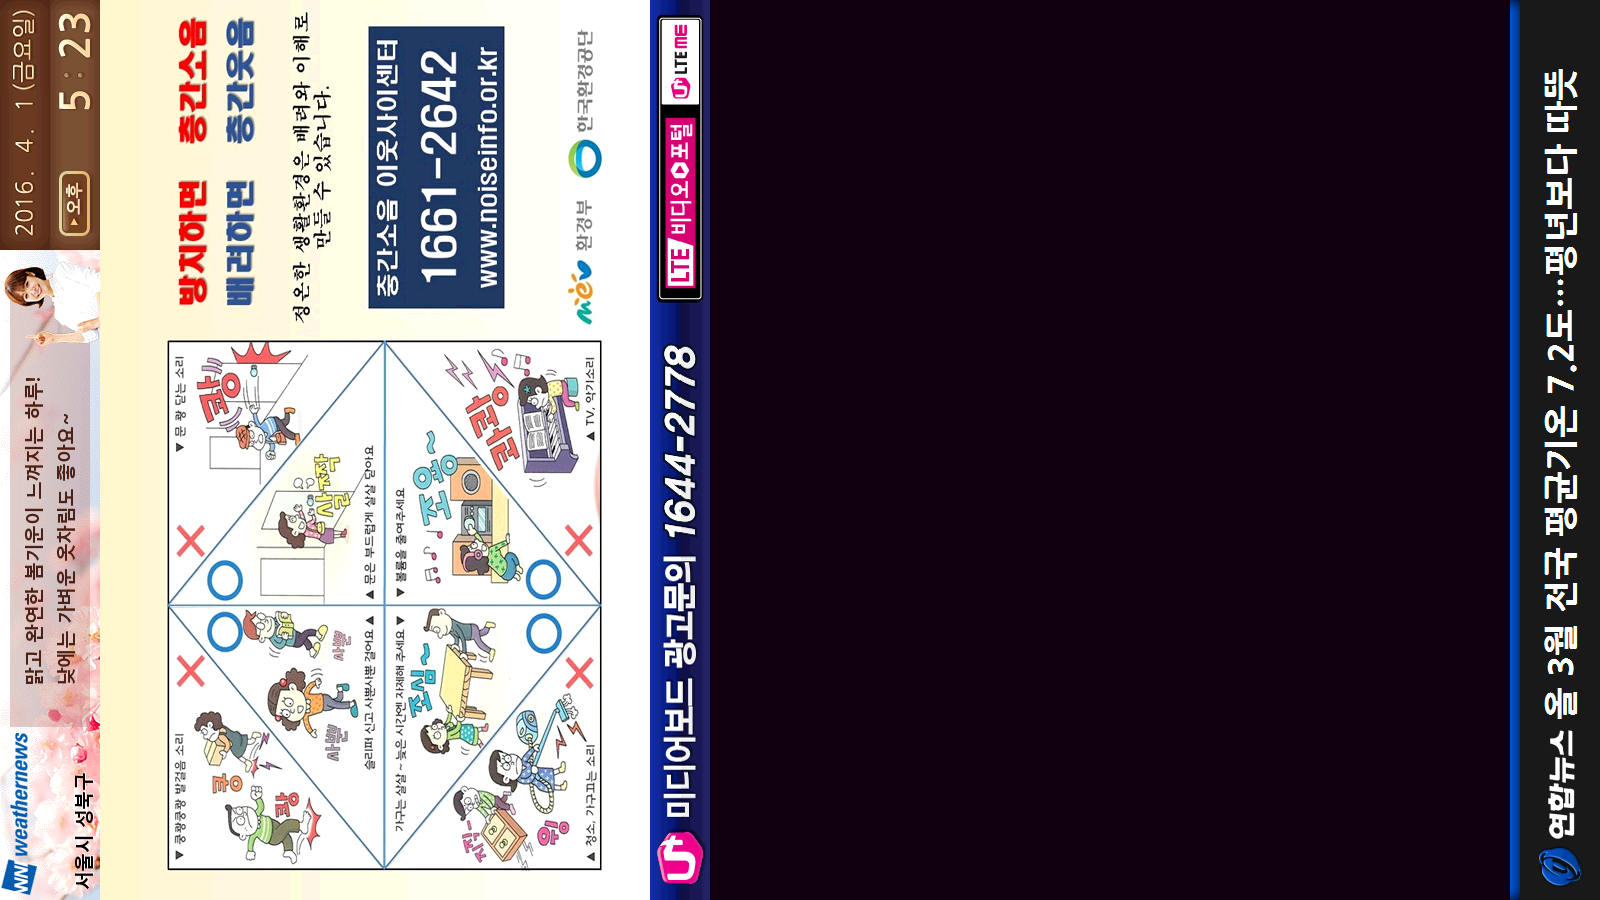 WN weathernews
서울시 성북구
맑고 완연한 봄기운이 느껴지는 하루!
낮에는 가벼운 옷차림도 좋아요~
2016. 4. 1 (금요일)
▸오후 5:23
▼ 쿵쾅쿵쾅 발걸음 소리
쿵
쾅
사뿐
사뿐
슬리퍼 신고 사뿐사뿐 걸어요 ▲
▼ 문 쾅 닫는 소리
쾅
살짝
▲ 문은 부드럽게 살살 닫아요
가구는 살살~ 늦은 시간엔 자제해 주세요 ▼
조심~
지직-
윙
▲ 청소, 가구끄는 소리
▼ 볼륨을 줄여주세요
조용~
콰광
▲ TV, 악기소리
방치하면 층간소음
배려하면 층간웃음
정온한 생활환경은 배려와 이해로
만들 수 있습니다.
층간소음 이웃사이센터
1661-2642
www.noiseinfo.or.kr
me'v 환경부 한국환경공단
U+ 미디어보드 광고문의 1644-2778
LTE 비디오포털
U+ LTE ME
연합뉴스 올 3월 전국 평균기온 7.2도…평년보다 따뜻